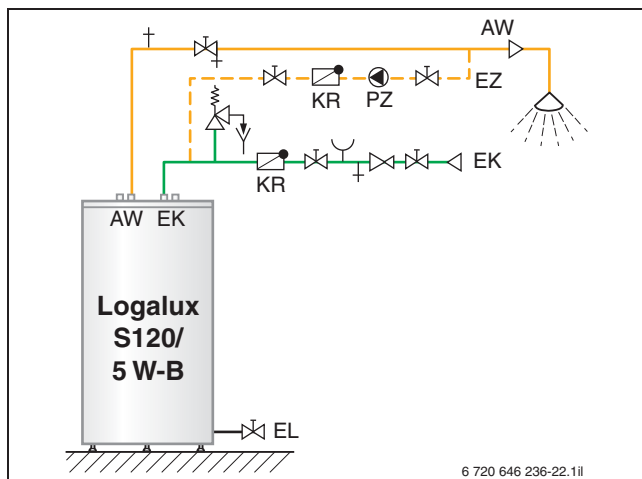 AW
KR PZ EZ
KR EK
AW EK
Logalux
S120/
5 W-B
EL
6 720 646 236-22.1il